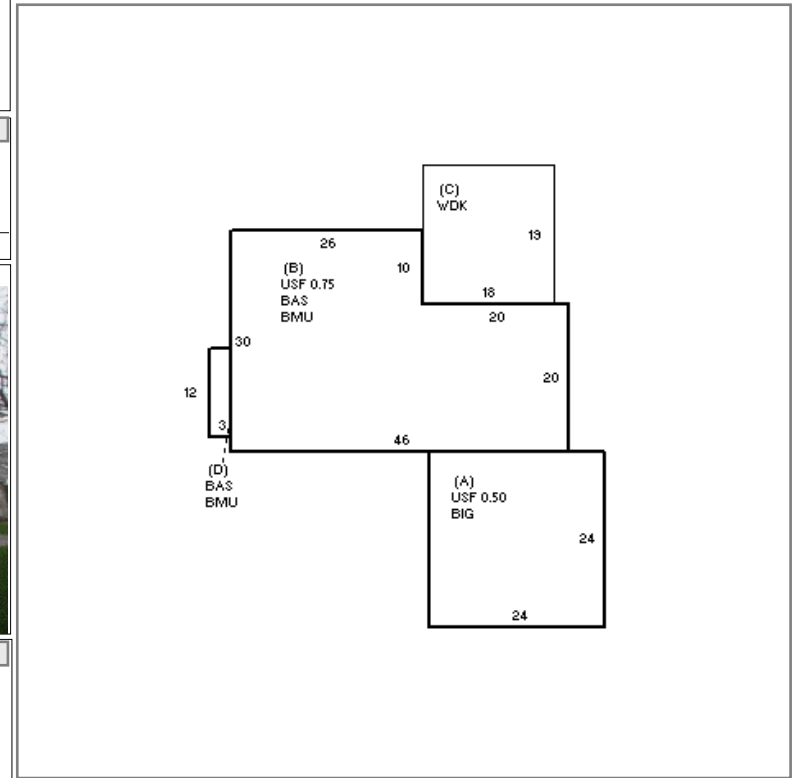 (C)
WDK
19
26
(B)
10
USF 0.75
BAS
BMU
18
20
30
20
12
3
46
(D)
BAS
BMU
(A)
USF 0.50
BIG
24
24